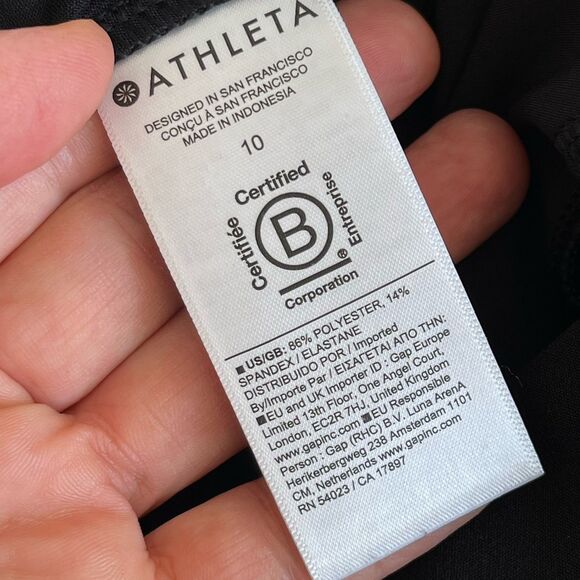 ATHLETA
DESIGNED IN SAN FRANCISCO
CONÇU À SAN FRANCISCO
MADE IN INDONESIA
10
Certified
Certifiée
B
®
Entreprise
Corporation
■US/GB: 86% POLYESTER, 14%
SPANDEX / ELASTANE
DISTRIBUIDO POR / Imported
By/Importe Par / ΕΙΣΑΓΕΤΑΙ ΑΠΟ ΤΗΝ:
■EU and UK Importer ID : Gap Europe
Limited 13th Floor, One Angel Court,
London, EC2R 7HJ, United Kingdom
www.gapinc.com ■EU Responsible
Person : Gap (RHC) B.V. Luna ArenA
Herikerbergweg 238 Amsterdam 1101
CM, Netherlands www.gapinc.com
RN 54023 / CA 17897